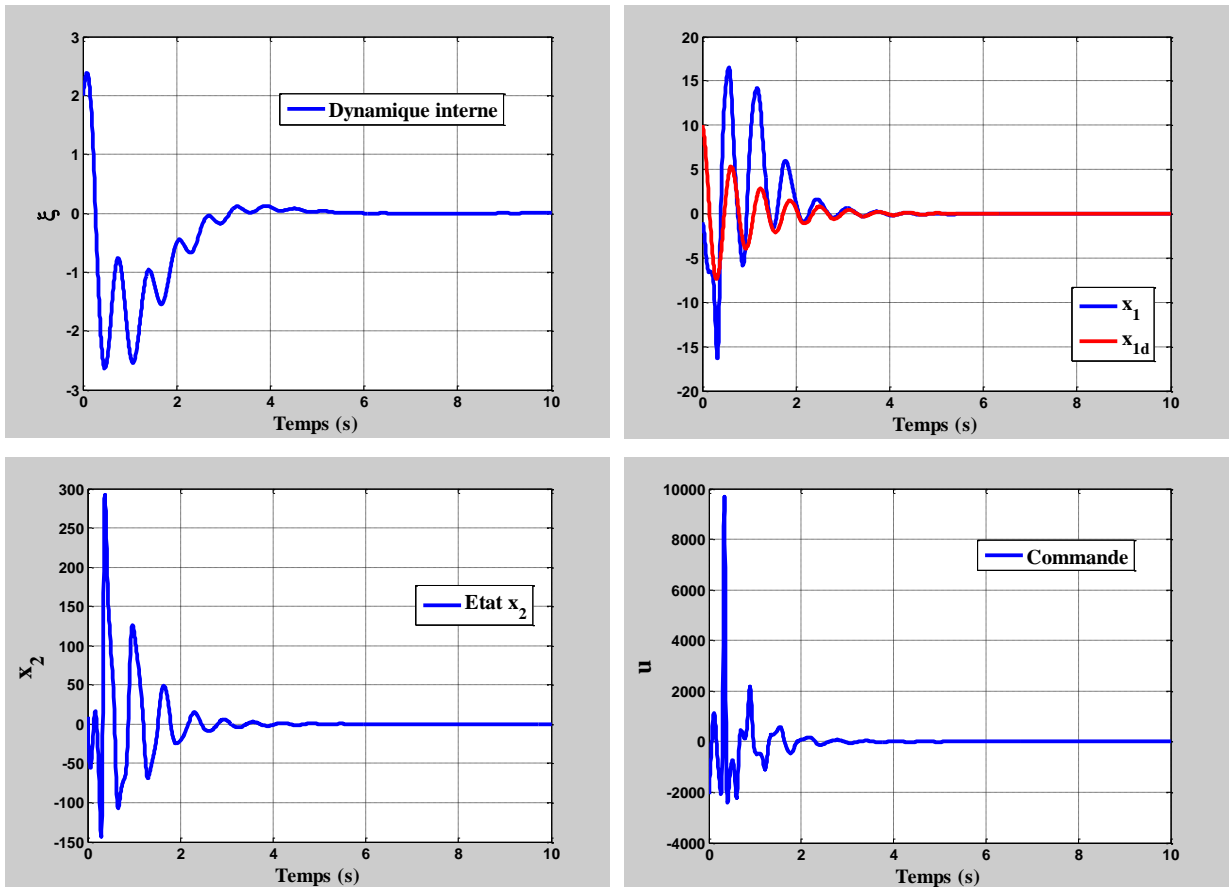 3
2
1
0
-1
-2
-3
0 2 4 6 8 10
ξ
Temps (s)
Dynamique interne
20
15
10
5
0
-5
-10
-15
-20
0 2 4 6 8 10
Temps (s)
x1
x1d
300
250
200
150
100
50
0
-50
-100
-150
0 2 4 6 8 10
x2
Temps (s)
Etat x2
10000
8000
6000
4000
2000
0
-2000
-4000
0 2 4 6 8 10
u
Temps (s)
Commande